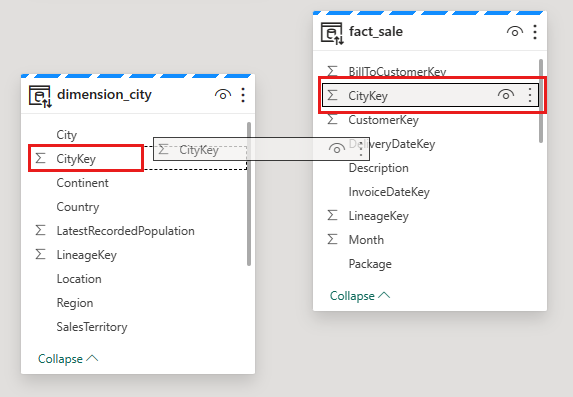 dimension_city
City
CityKey
Continent
Country
LatestRecordedPopulation
LineageKey
Location
Region
SalesTerritory
Collapse
CityKey
fact_sale
BillToCustomerKey
CityKey
CustomerKey
DeliveryDateKey
Description
InvoiceDateKey
LineageKey
Month
Package
Collapse